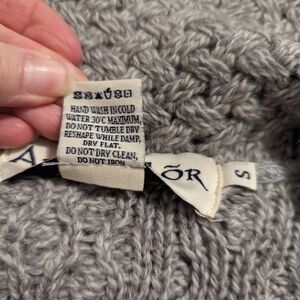 HAND WASH IN COLD
WATER 30°C MAXIMUM,
DO NOT TUMBLE DRY
RESHAPE WHILE DAMP,
DRY FLAT,
DO NOT DRY CLEAN,
DO NOT IRON
A
ÕR
S